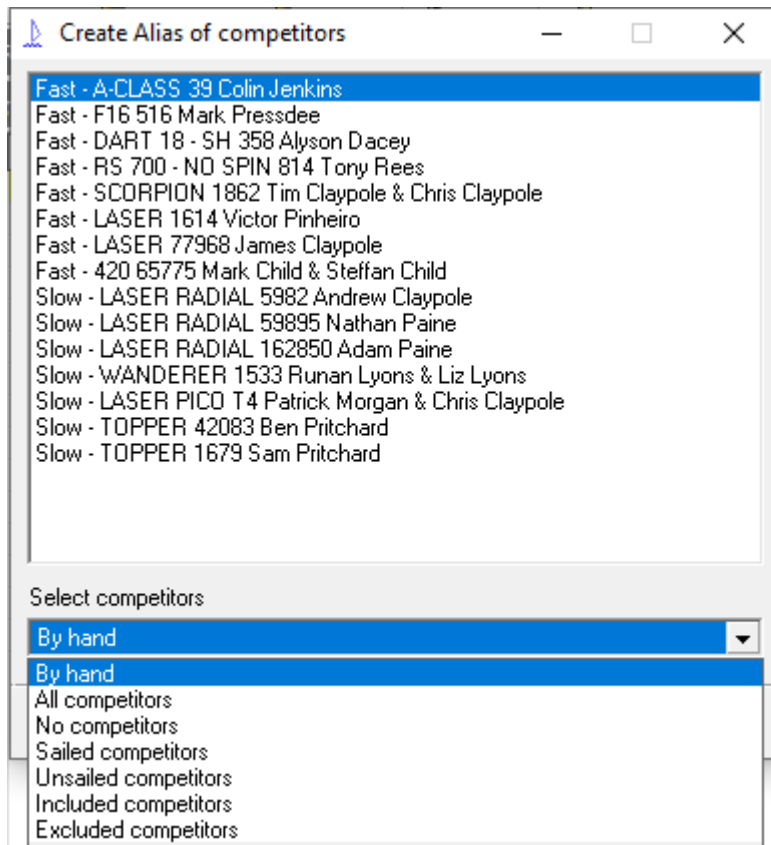 Create Alias of competitors
Fast - A-CLASS 39 Colin Jenkins
Fast - F16 516 Mark Pressdee
Fast - DART 18 - SH 358 Alyson Dacey
Fast - RS 700 - NO SPIN 814 Tony Rees
Fast - SCORPION 1862 Tim Claypole & Chris Claypole
Fast - LASER 1614 Victor Pinheiro
Fast - LASER 77968 James Claypole
Fast - 420 65775 Mark Child & Steffan Child
Slow - LASER RADIAL 5982 Andrew Claypole
Slow - LASER RADIAL 59895 Nathan Paine
Slow - LASER RADIAL 162850 Adam Paine
Slow - WANDERER 1533 Runan Lyons & Liz Lyons
Slow - LASER PICO T4 Patrick Morgan & Chris Claypole
Slow - TOPPER 42083 Ben Pritchard
Slow - TOPPER 1679 Sam Pritchard
Select competitors
By hand
By hand
All competitors
No competitors
Sailed competitors
Unsailed competitors
Included competitors
Excluded competitors